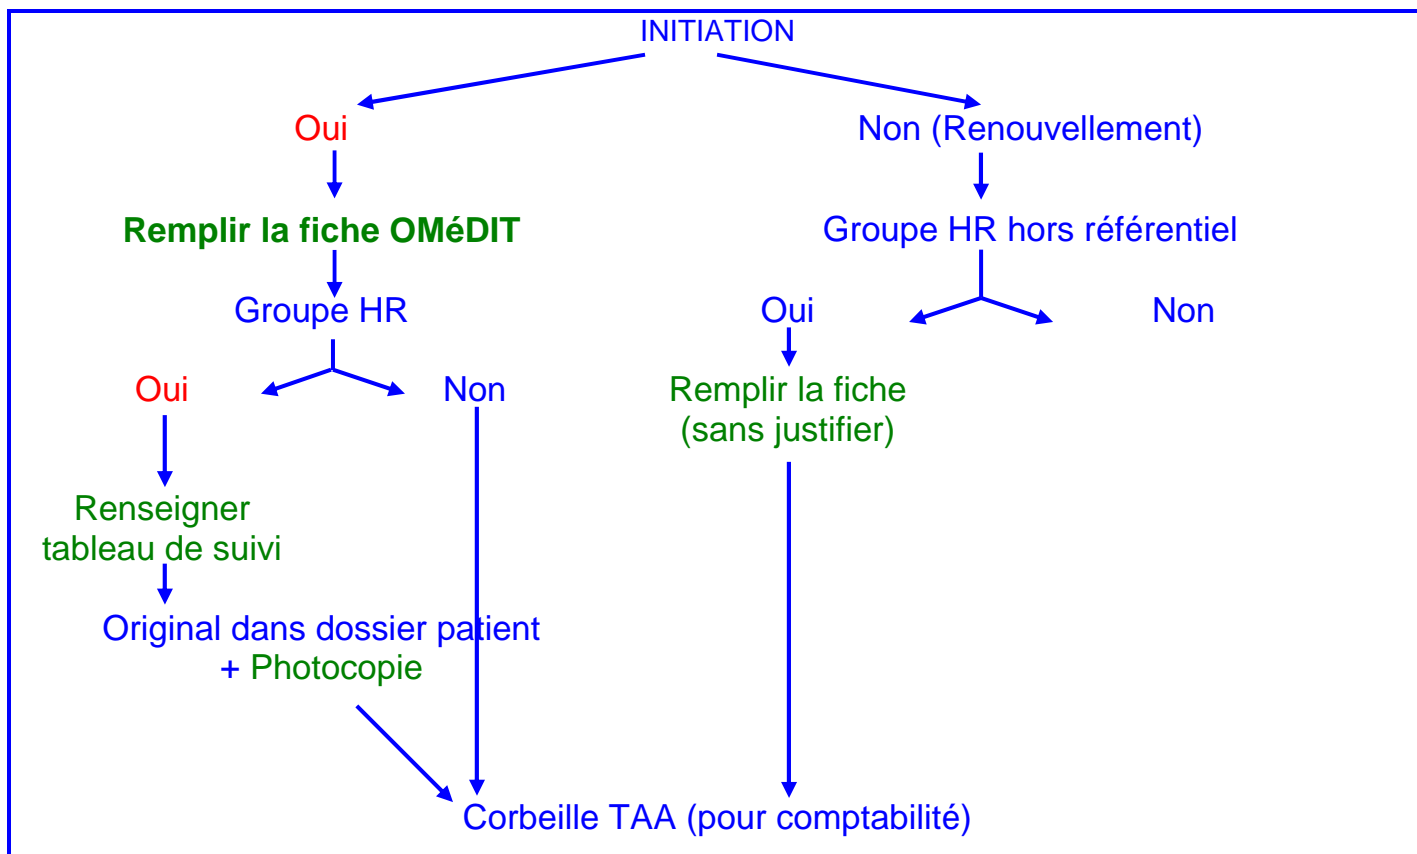 INITIATION
Oui
Non (Renouvellement)
Remplir la fiche OMéDIT
Groupe HR hors référentiel
Groupe HR
Oui
Non
Oui
Non
Remplir la fiche
(sans justifier)
Renseigner
tableau de suivi
Original dans dossier patient
+ Photocopie
Corbeille TAA (pour comptabilité)